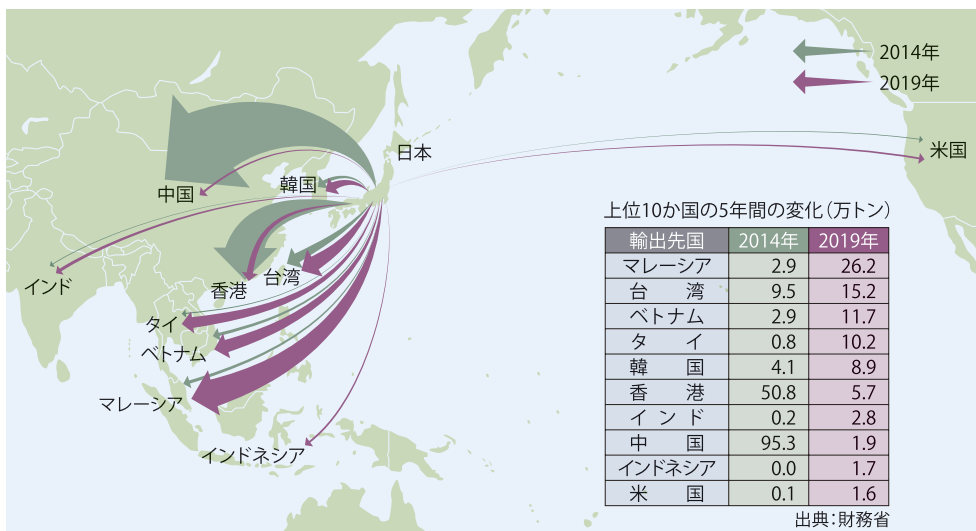 2014年
2019年
日本
米国
中国
韓国
インド
香港
台湾
タイ
ベトナム
マレーシア
インドネシア
上位10か国の5年間の変化（万トン）
輸出先国 2014年 2019年
マレーシア 2.9 26.2
台湾 9.5 15.2
ベトナム 2.9 11.7
タイ 0.8 10.2
韓国 4.1 8.9
香港 50.8 5.7
インド 0.2 2.8
中国 95.3 1.9
インドネシア 0.0 1.7
米国 0.1 1.6
出典：財務省